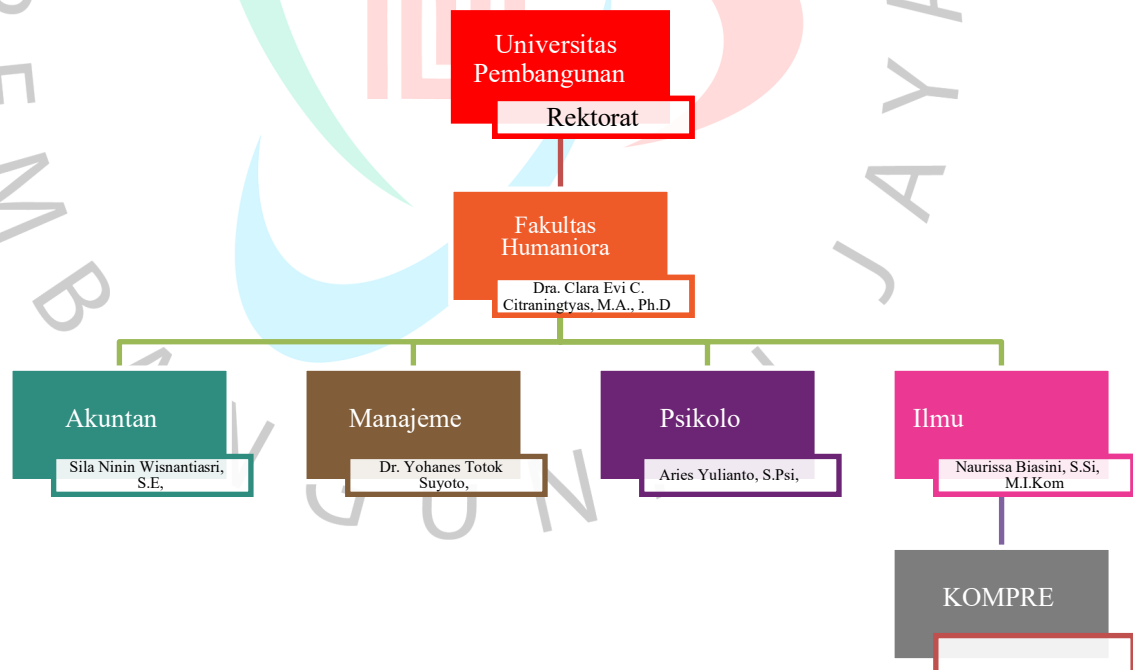 Universitas
Pembangunan
Rektorat
Fakultas
Humaniora
Dra. Clara Evi C.
Citraningtyas, M.A., Ph.D
Akuntan
Sila Ninin Wisnantiasri,
S.E,
Manajeme
Dr. Yohanes Totok
Suyoto,
Psikolo
Aries Yulianto, S.Psi,
Ilmu
Naurissa Biasini, S.Si,
M.I.Kom
KOMPRE